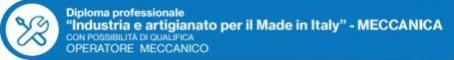 Diploma professionale
“Industria e artigianato per il Made in Italy” - MECCANICA
CON POSSIBILITÀ DI QUALIFICA
OPERATORE MECCANICO